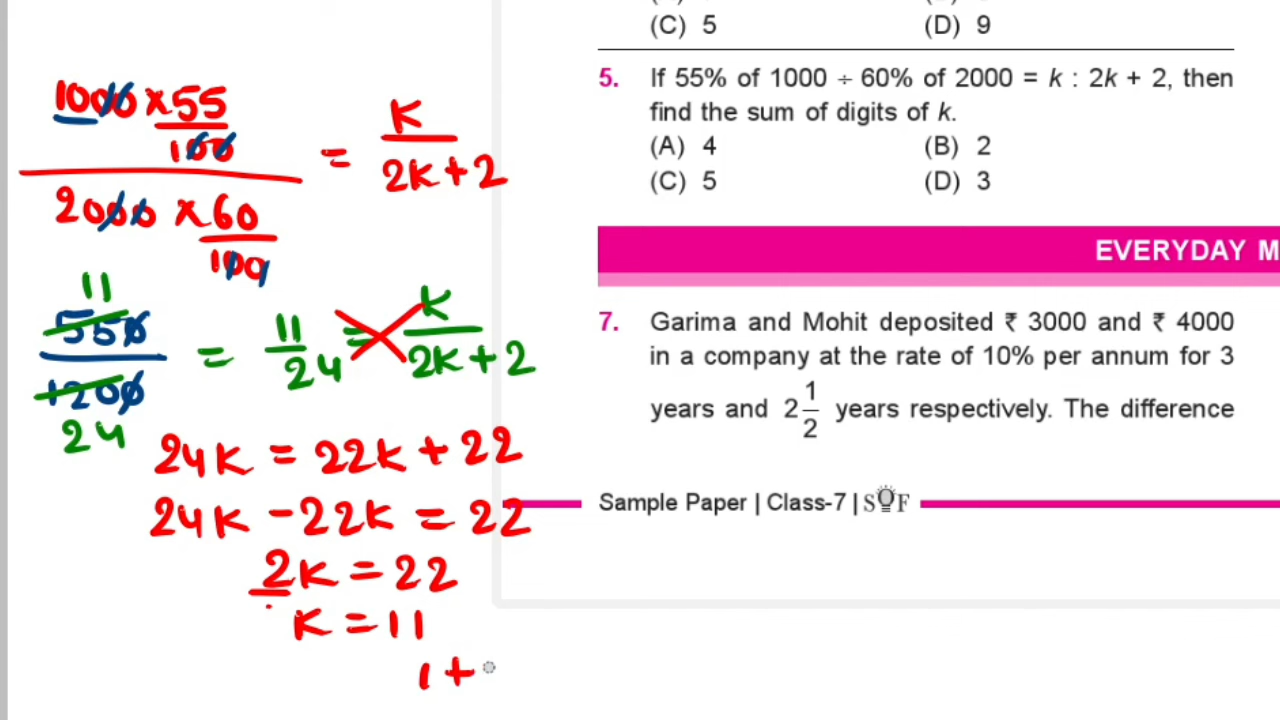 1000 × 55
100
2000 × 60
100
=
K
2K + 2
11
550
1200
24
=
11
24
=
K
2K + 2
24K = 22K + 22
24K - 22K = 22
2K = 22
K = 11
1 +
(C) 5 (D) 9
5. If 55% of 1000 ÷ 60% of 2000 = k : 2k + 2, then
find the sum of digits of k.
(A) 4 (B) 2
(C) 5 (D) 3
EVERYDAY M
7. Garima and Mohit deposited ₹ 3000 and ₹ 4000
in a company at the rate of 10% per annum for 3
years and 2 1/2 years respectively. The difference
Sample Paper | Class-7 | SOF